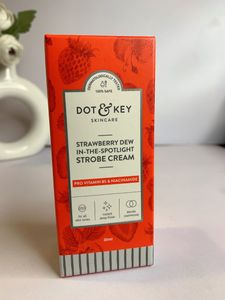 DERMATOLOGICALLY TESTED
100% SAFE
DOT & KEY
SKINCARE
STRAWBERRY DEW
IN-THE-SPOTLIGHT
STROBE CREAM
PRO VITAMIN B5 & NIACINAMIDE